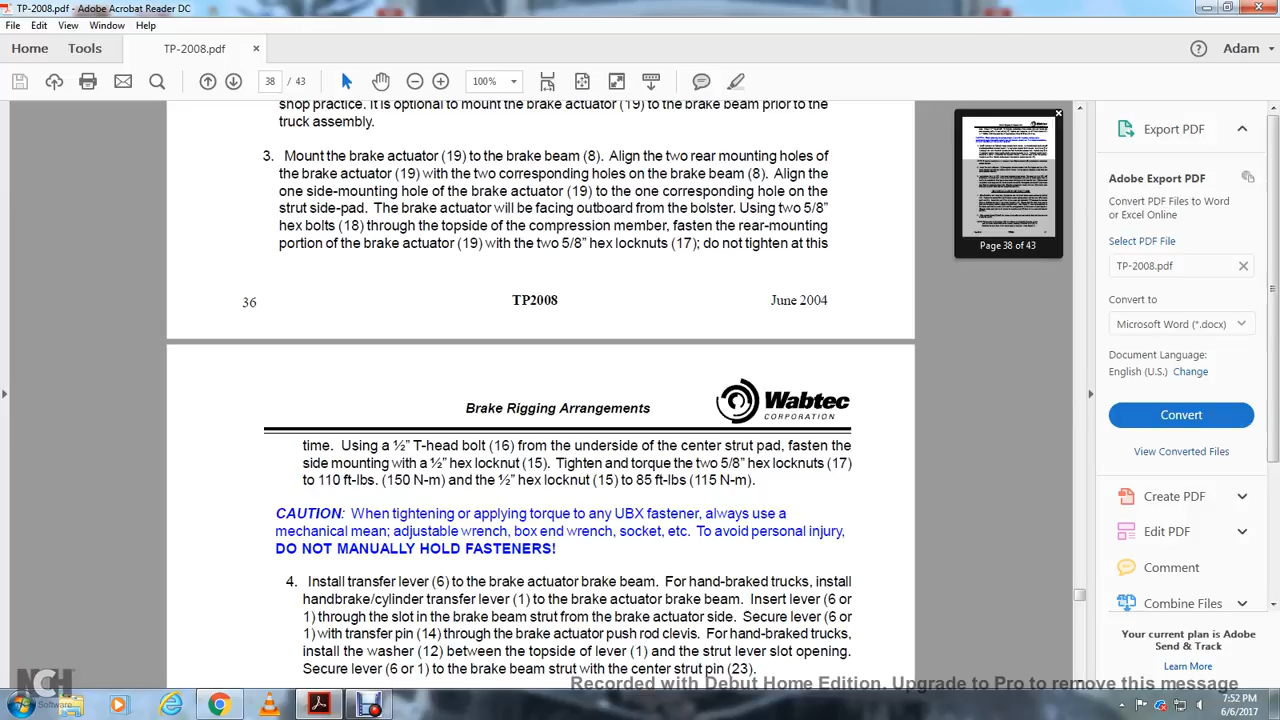 TP-2008.pdf - Adobe Acrobat Reader DC
File Edit View Window Help
Home Tools TP-2008.pdf × Adam
38 / 43 100%
shop practice. It is optional to mount the brake actuator (19) to the brake beam prior to the
truck assembly.
3. Mount the brake actuator (19) to the brake beam (8). Align the two rear mounting holes of
the brake actuator (19) with the two corresponding holes on the brake beam (8). Align the
one side-mounting hole of the brake actuator (19) to the one corresponding hole on the
strut side-pad. The brake actuator will be facing outboard from the bolster. Using two 5/8"
hex bolts (18) through the topside of the compression member, fasten the rear-mounting
portion of the brake actuator (19) with the two 5/8" hex locknuts (17); do not tighten at this
36 TP2008 June 2004
Brake Rigging Arrangements
Wabtec
CORPORATION
time. Using a ½" T-head bolt (16) from the underside of the center strut pad, fasten the
side mounting with a ½" hex locknut (15). Tighten and torque the two 5/8" hex locknuts (17)
to 110 ft-lbs. (150 N-m) and the ½" hex locknut (15) to 85 ft-lbs (115 N-m).
CAUTION: When tightening or applying torque to any UBX fastener, always use a
mechanical mean; adjustable wrench, box end wrench, socket, etc. To avoid personal injury,
DO NOT MANUALLY HOLD FASTENERS!
4. Install transfer lever (6) to the brake actuator brake beam. For hand-braked trucks, install
handbrake/cylinder transfer lever (1) to the brake actuator brake beam. Insert lever (6 or
1) through the slot in the brake beam strut from the brake actuator side. Secure lever (6 or
1) with transfer pin (14) through the brake actuator push rod clevis. For hand-braked trucks,
install the washer (12) between the topside of lever (1) and the strut lever slot opening.
Secure lever (6 or 1) to the brake beam strut with the center strut pin (23).
Page 38 of 43
Export PDF
Adobe Export PDF
Convert PDF Files to Word
or Excel Online
Select PDF File
TP-2008.pdf
Convert to
Microsoft Word (*.docx)
Document Language:
English (U.S.) Change
Convert
View Converted Files
Create PDF
Edit PDF
Comment
Combine Files
Your current plan is Adobe
Send & Track
Learn More
NCH
Software
Recorded with Debut Home Edition. Upgrade to Pro to remove this message
7:52 PM
6/6/2017